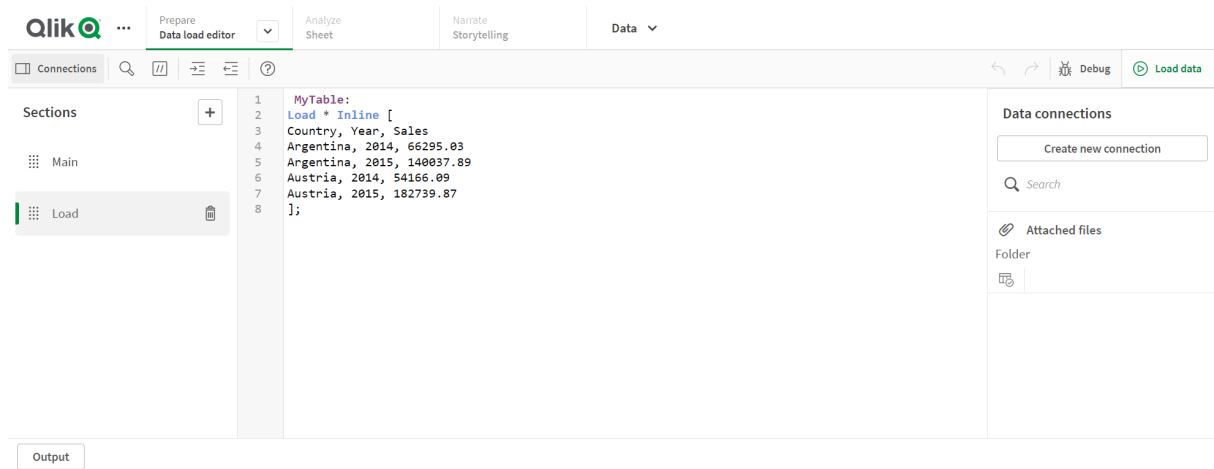 Qlik
Prepare
Data load editor
Analyze
Sheet
Narrate
Storytelling
Data
Connections
//
?
Debug
Load data
Sections
+
Main
Load
1 MyTable:
2 Load * Inline [
3 Country, Year, Sales
4 Argentina, 2014, 66295.03
5 Argentina, 2015, 140037.89
6 Austria, 2014, 54166.09
7 Austria, 2015, 182739.87
8 ];
Data connections
Create new connection
Search
Attached files
Folder
Output